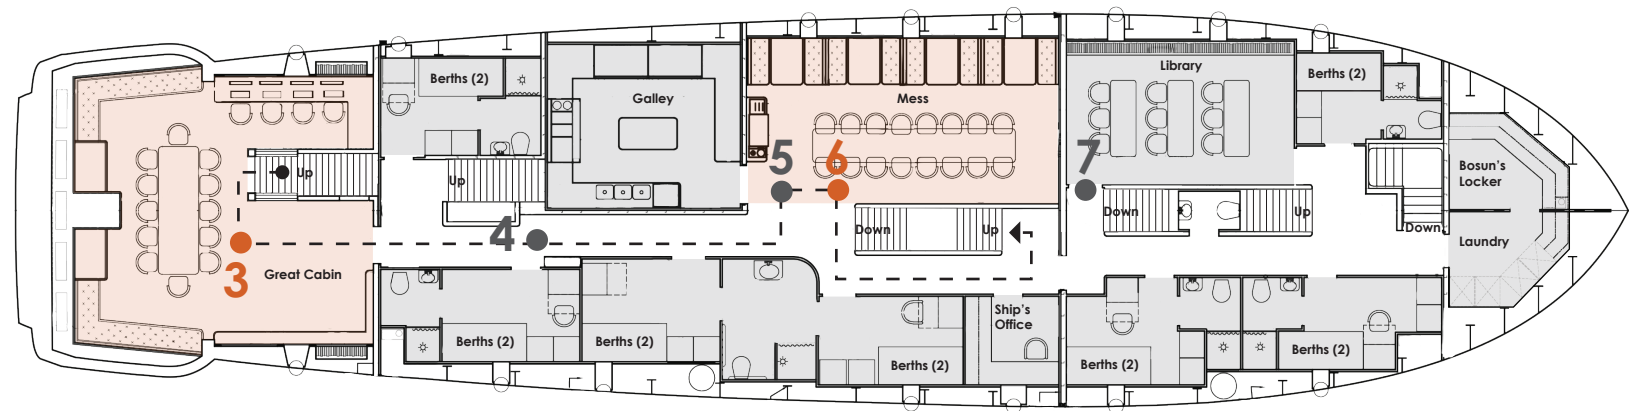 Berths (2)
Berths (2)
Library
Galley
Mess
5
6
7
Up
Up
Bosun's
Locker
Down
Up
4
Down
Up
Down
Laundry
3
Great Cabin
Ship's
Office
Berths (2)
Berths (2)
Berths (2)
Berths (2)
Berths (2)